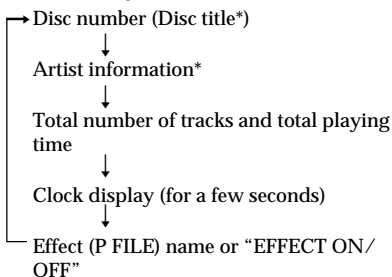 Disc number (Disc title*)
Artist information*
Total number of tracks and total playing
time
Clock display (for a few seconds)
Effect (P FILE) name or “EFFECT ON/
OFF”